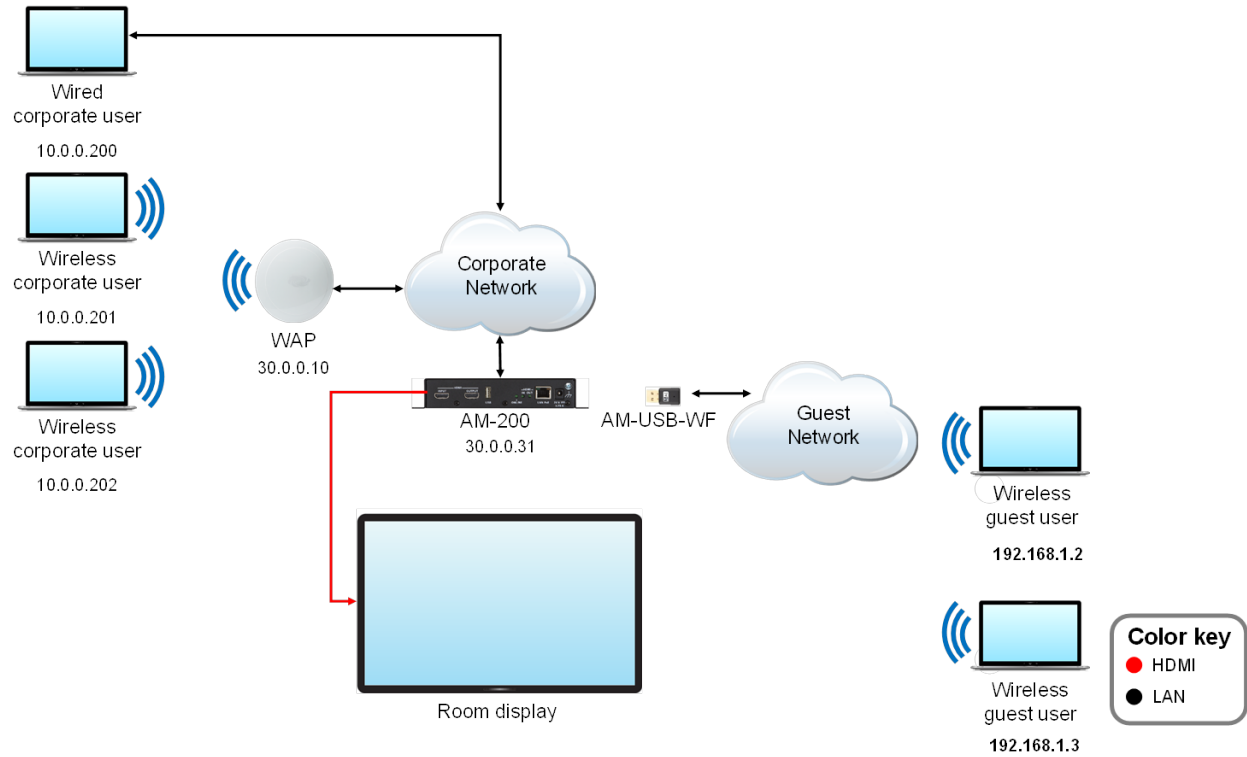 Wired
corporate user
10.0.0.200
Wireless
corporate user
10.0.0.201
Wireless
corporate user
10.0.0.202
WAP
30.0.0.10
Corporate
Network
AM-200
30.0.0.31
AM-USB-WF
Guest
Network
Wireless
guest user
192.168.1.2
Wireless
guest user
192.168.1.3
Room display
Color key
HDMI
LAN